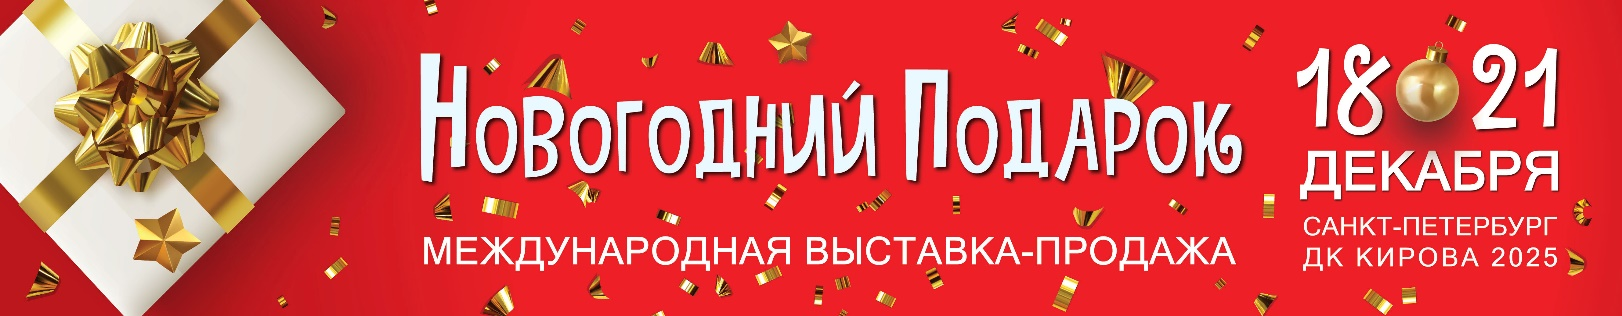 Новогодний Подарок
МЕЖДУНАРОДНАЯ ВЫСТАВКА-ПРОДАЖА
18 21
ДЕКАБРЯ
САНКТ-ПЕТЕРБУРГ
ДК КИРОВА 2025